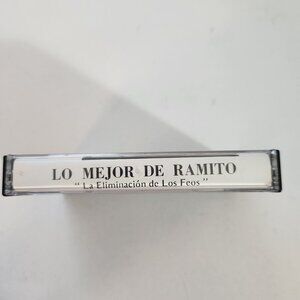 LO MEJOR DE RAMITO
"La Eliminación de Los Feos"